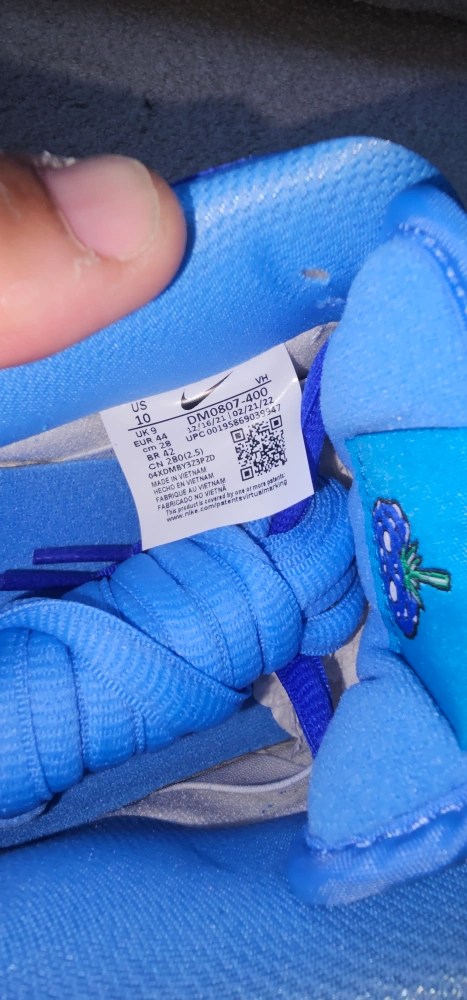 US
10
VH
UK 9
DM0807-400
EUR 44
12/16/21 | 02/21/22
cm 28
UPC 00195869039947
BR 42
CN 280(2.5)
04XDMBY3Z3PZD
MADE IN VIETNAM
HECHO EN VIETNAM
FABRIQUE AU VIETNAM
FABRICADO NO VIETNÃ
This product is covered by one or more patents:
www.nike.com/patentsvirtualmarking